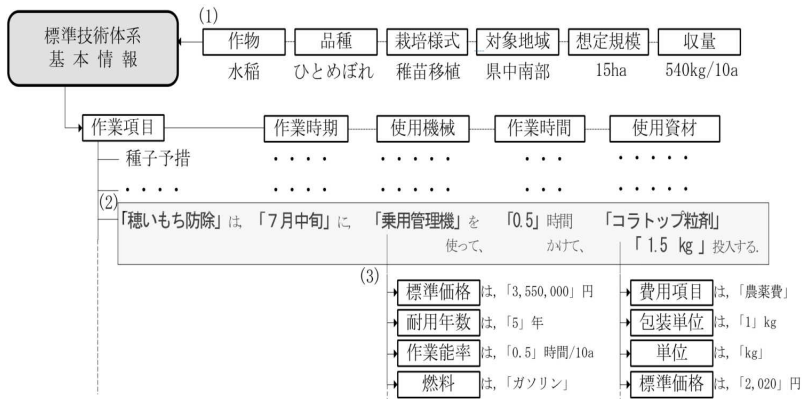 (1)
標準技術体系
基本情報
作物 品種 栽培様式 対象地域 想定規模 収量
水稲 ひとめぼれ 稚苗移植 県中南部 15ha 540kg/10a
作業項目 作業時期 使用機械 作業時間 使用資材
種子予措 ・・・・ ・・・・・ ・・・・ ・・・・・
・・・・ ・・・・ ・・・・・ ・・・・ ・・・・・
(2)
「穂いもち防除」は、「7月中旬」に、「乗用管理機」を「0.5」時間「コラトップ粒剤」
使って、 かけて、 「1.5 kg」投入する.
(3)
標準価格 は、「3,550,000」円 費用項目 は、「農薬費」
耐用年数 は、「5」年 包装単位 は、「1」kg
作業能率 は、「0.5」時間/10a 単位 は、「kg」
燃料 は、「ガソリン」 標準価格 は、「2,020」円